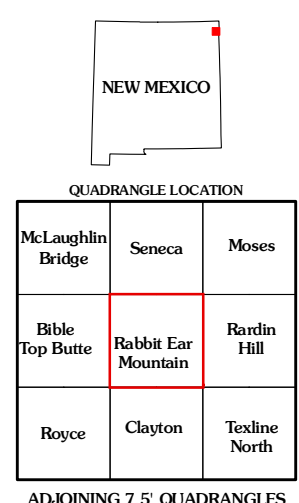 NEW MEXICO
QUADRANGLE LOCATION
McLaughlin
Bridge
Seneca
Moses
Bible
Top Butte
Rabbit Ear
Mountain
Rardin
Hill
Royce
Clayton
Texline
North
ADJOINING 7.5' QUADRANGLES